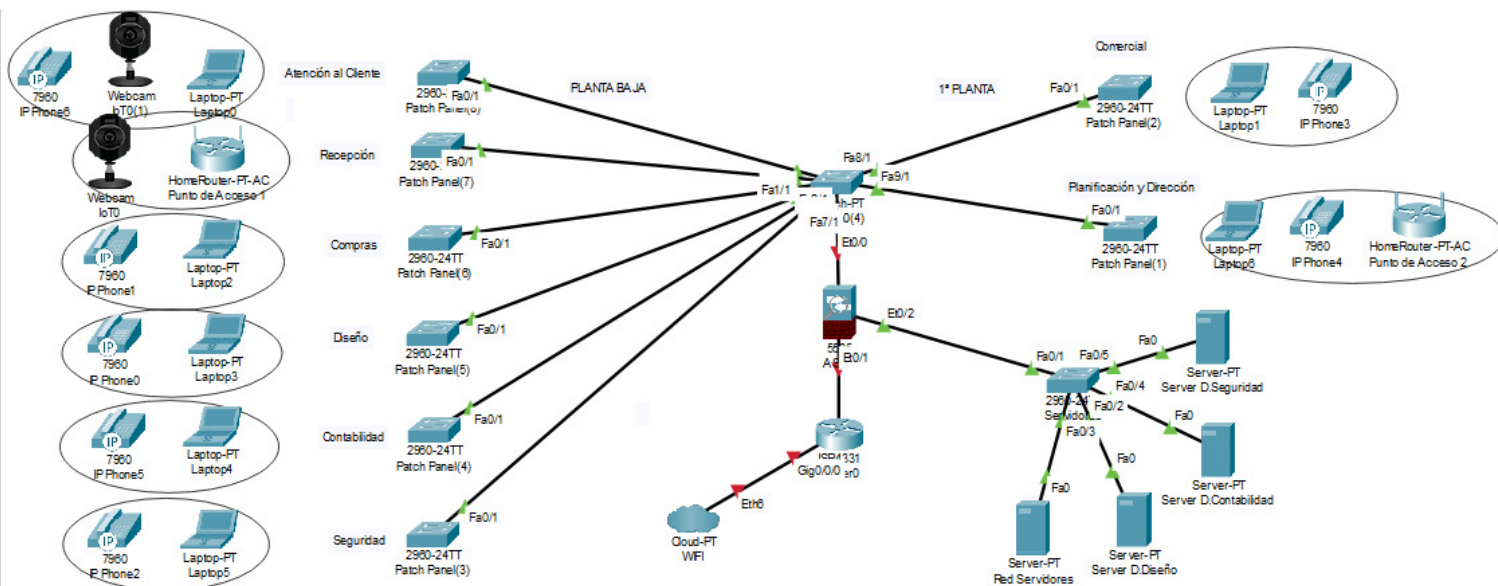 7960
IP Phone6
Webcam
IoT0(1)
Laptop-PT
Laptop0
Atención al Cliente
Fa0/1
Patch Panel(8)
PLANTA BAJA
Webcam
IoT0
HomeRouter-PT-AC
Punto de Acceso 1
Recepción
Fa0/1
Patch Panel(7)
7960
IP Phone1
Laptop-PT
Laptop2
Compras
Fa0/1
2960-24TT
Patch Panel(6)
7960
IP Phone0
Laptop-PT
Laptop3
Diseño
Fa0/1
2960-24TT
Patch Panel(5)
7960
IP Phone5
Laptop-PT
Laptop4
Contabilidad
Fa0/1
2960-24TT
Patch Panel(4)
7960
IP Phone2
Laptop-PT
Laptop5
Seguridad
Fa0/1
2960-24TT
Patch Panel(3)
1ª PLANTA
Comercial
Fa0/1
2960-24TT
Patch Panel(2)
Laptop-PT
Laptop1
7960
IP Phone3
Fa8/1
Fa9/1
Fa1/1
Fa7/1
Et0/0
Planificación y Dirección
Fa0/1
2960-24TT
Patch Panel(1)
Laptop-PT
Laptop6
7960
IP Phone4
HomeRouter-PT-AC
Punto de Acceso 2
Et0/2
Et0/1
Gig0/0/0
Eth6
Cloud-PT
WIFI
Fa0/1
Fa0/5
Fa0/4
Fa0/2
Fa0/3
Fa0
Server-PT
Server D.Seguridad
Fa0
Server-PT
Server D.Contabilidad
Fa0
Server-PT
Server D.Diseño
Fa0
Server-PT
Red Servidores